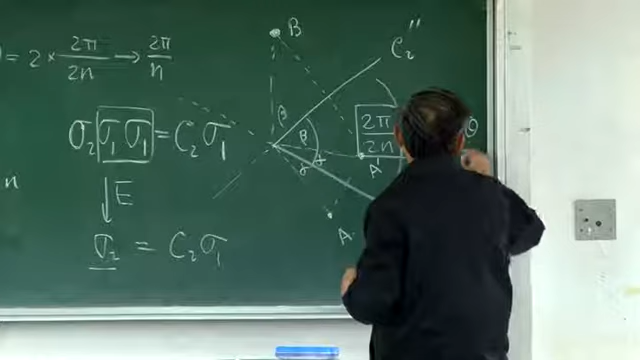 = 2 × 2π/2n → 2π/n
σ₂ σ₁ σ₁ = C₂ σ₁
↓ E
σ₂ = C₂ σ₁
n
B
C₂''
β
β
2π/2n
A
γ
γ
A